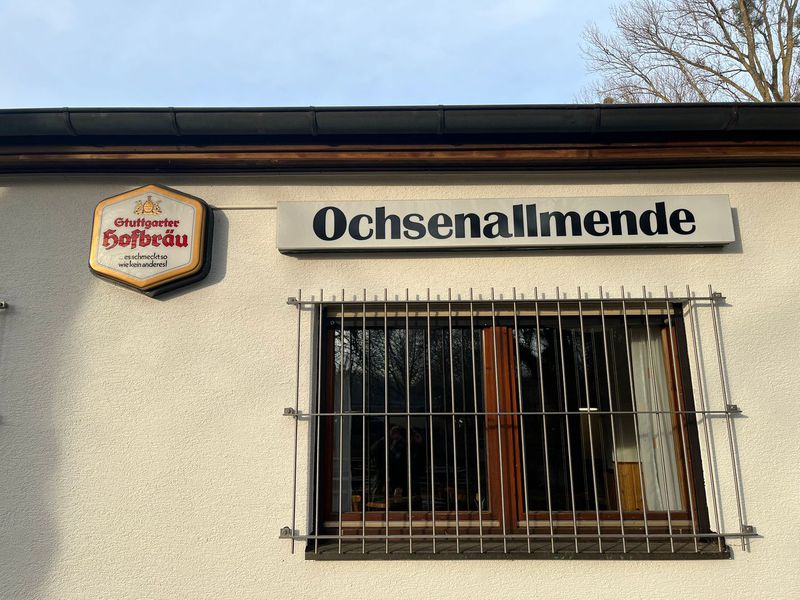 Stuttgarter
Hofbräu
... es schmeckt so
wie kein anderes!
Ochsenallmende